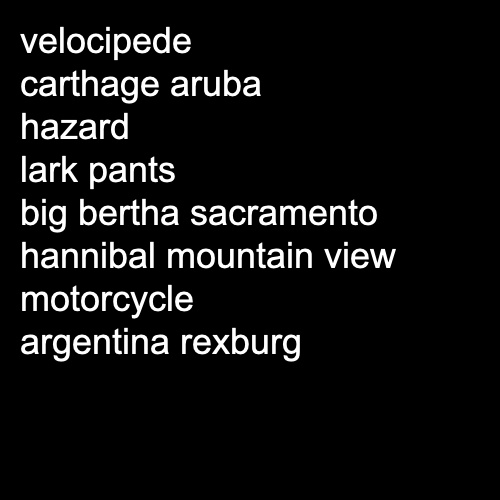 velocipede
carthage aruba
hazard
lark pants
big bertha sacramento
hannibal mountain view
motorcycle
argentina rexburg